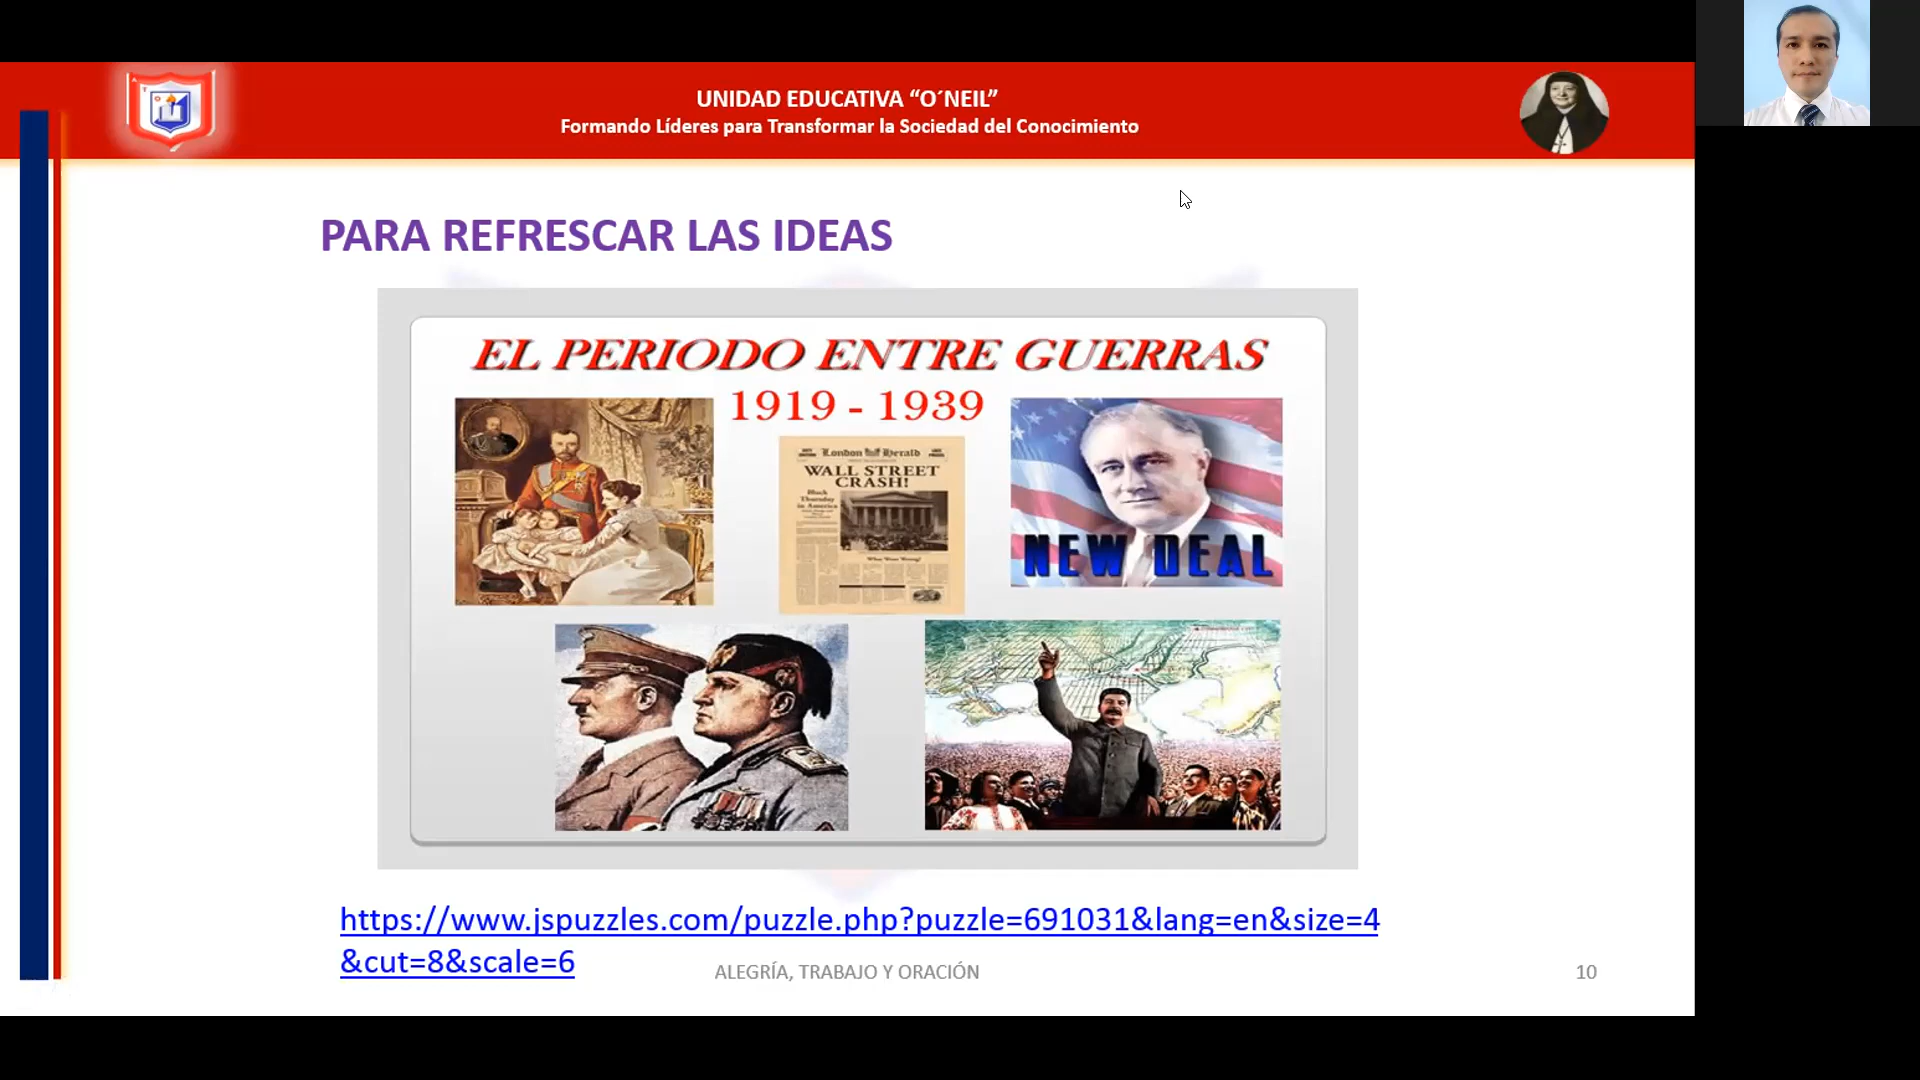 UNIDAD EDUCATIVA “O´NEIL”
Formando Líderes para Transformar la Sociedad del Conocimiento
PARA REFRESCAR LAS IDEAS
EL PERIODO ENTRE GUERRAS
1919 - 1939
London Herald
WALL STREET
CRASH!
Black
Thursday
in America
What Went Wrong?
NEW DEAL
https://www.jspuzzles.com/puzzle.php?puzzle=691031&lang=en&size=4
&cut=8&scale=6
ALEGRÍA, TRABAJO Y ORACIÓN
10